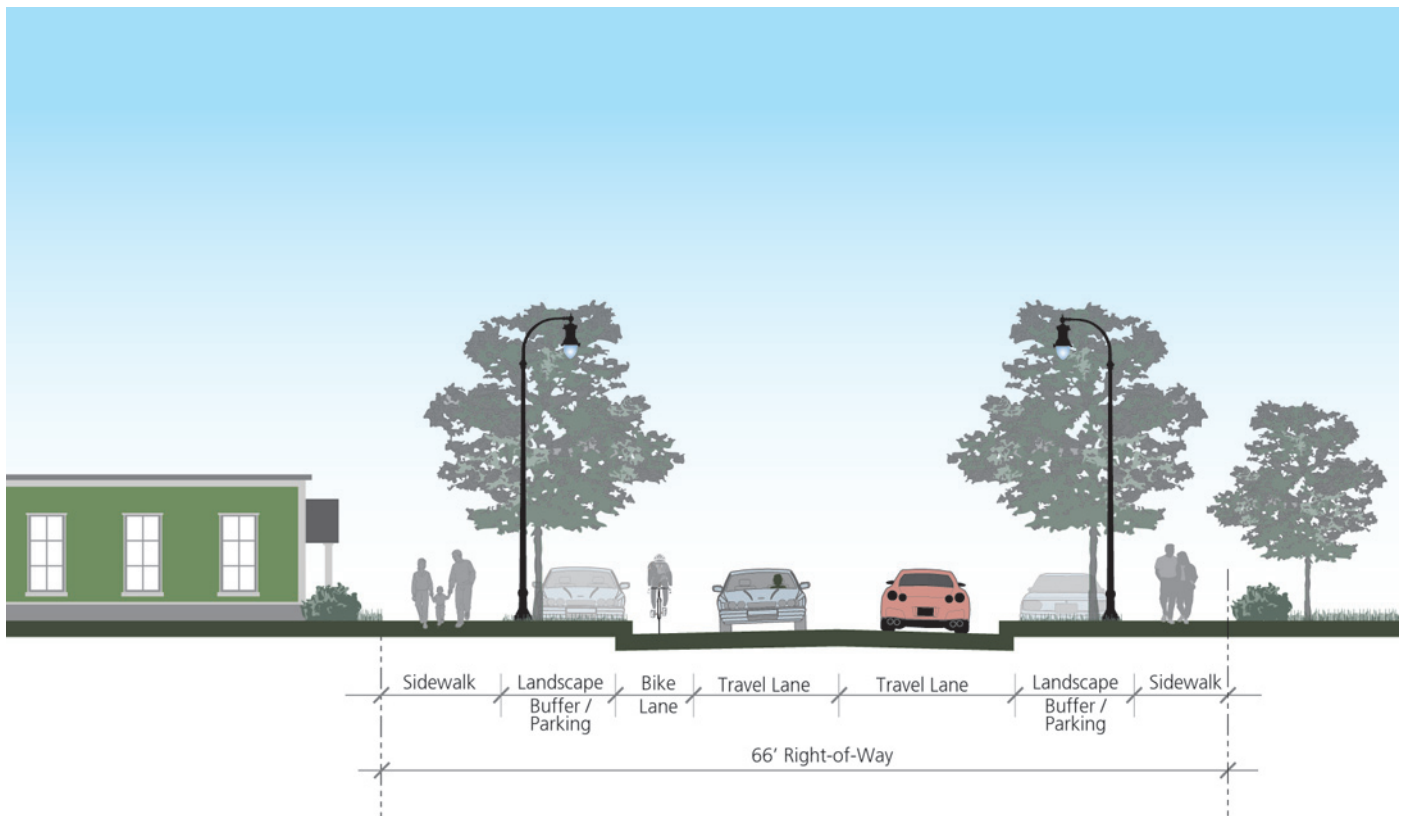 Sidewalk
Landscape
Buffer /
Parking
Bike
Lane
Travel Lane
Travel Lane
Landscape
Buffer /
Parking
Sidewalk
66' Right-of-Way